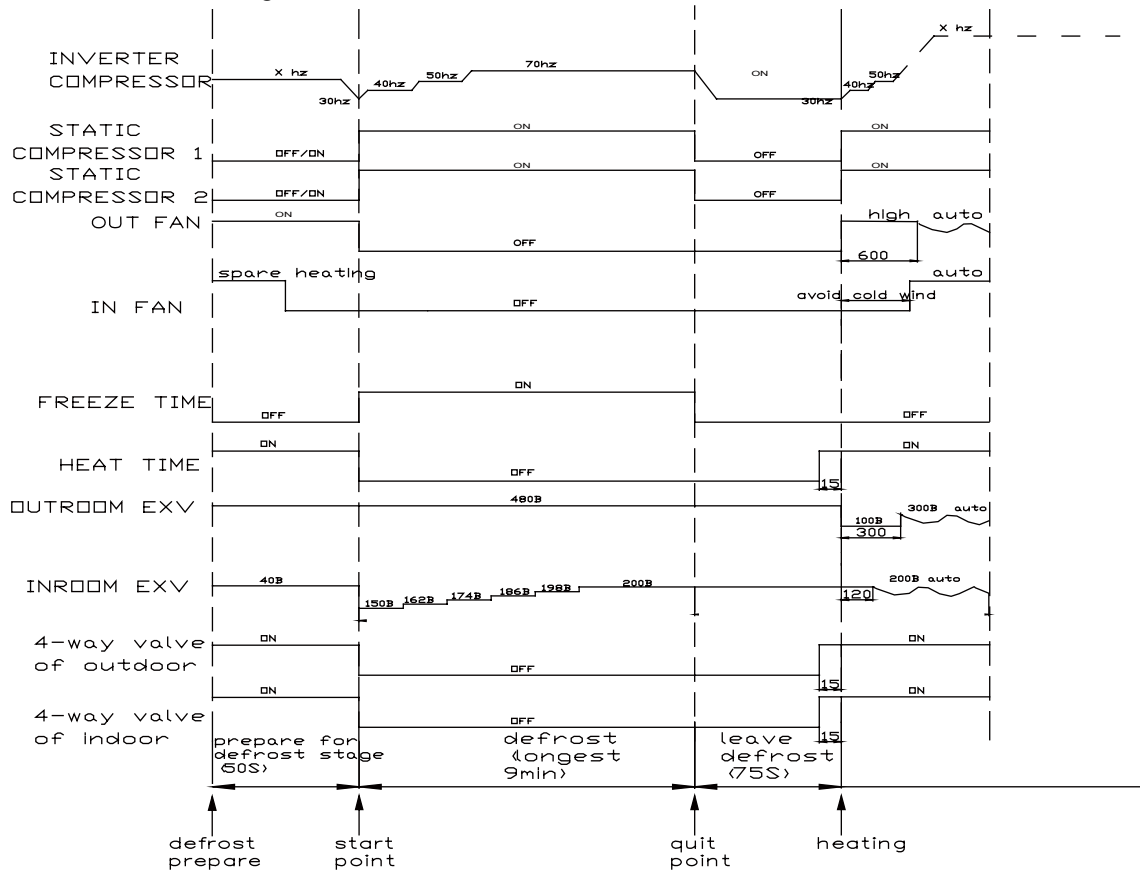 INVERTER
COMPRESSOR
X hz
30hz
40hz
50hz
70hz
ON
30hz
40hz
50hz
X hz
STATIC
COMPRESSOR 1
OFF/ON
ON
OFF
ON
STATIC
COMPRESSOR 2
OFF/ON
ON
OFF
ON
OUT FAN
ON
OFF
high
auto
600
IN FAN
spare heating
OFF
avoid cold wind
auto
FREEZE TIME
OFF
ON
OFF
HEAT TIME
ON
OFF
15
ON
OUTROOM EXV
480B
100B
300
300B auto
INROOM EXV
40B
150B
162B
174B
186B
198B
200B
120
200B auto
4-way valve
of outdoor
ON
OFF
15
ON
4-way valve
of indoor
ON
OFF
15
ON
prepare for
defrost stage
(50S)
defrost
(longest
9min)
leave
defrost
(75S)
defrost
prepare
start
point
quit
point
heating